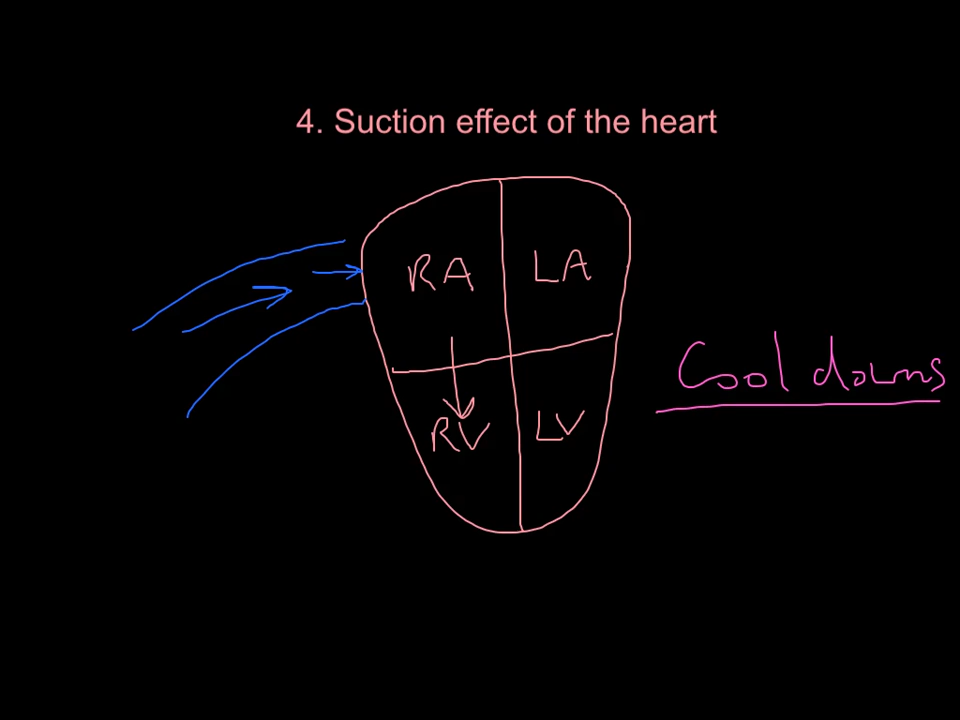 4. Suction effect of the heart
RA LA
RV LV
Cool downs